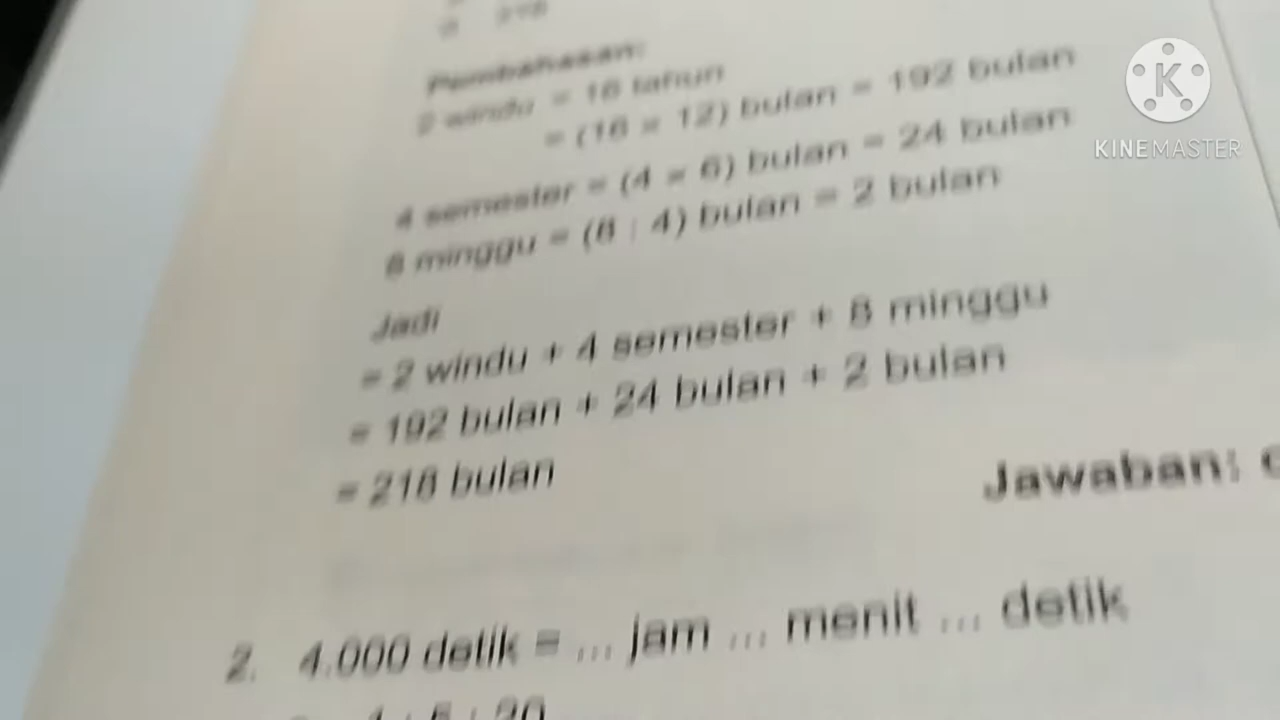 218
Pembahasan:
2 windu = 16 tahun
= (16 × 12) bulan = 192 bulan
4 semester = (4 × 6) bulan = 24 bulan
8 minggu = (8 : 4) bulan = 2 bulan
Jadi
= 2 windu + 4 semester + 8 minggu
= 192 bulan + 24 bulan + 2 bulan
= 218 bulan
Jawaban:
2. 4.000 detik = ... jam ... menit ... detik
KINEMASTER